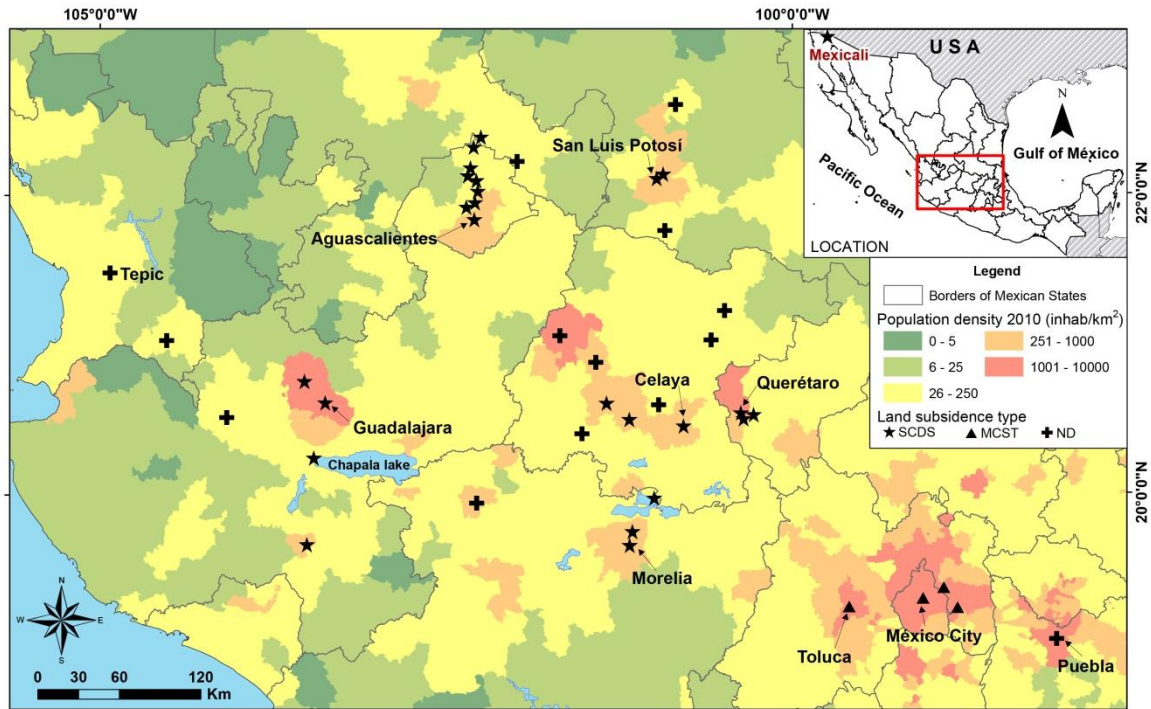 105°0'0"W
100°0'0"W
U S A
Mexicali
N
Gulf of México
Pacific Ocean
LOCATION
22°0'0"N
San Luis Potosí
Aguascalientes
Tepic
Legend
Borders of Mexican States
Population density 2010 (inhab/km²)
0 - 5
251 - 1000
6 - 25
1001 - 10000
26 - 250
Land subsidence type
SCDS
MCST
ND
Celaya
Querétaro
Guadalajara
Chapala lake
20°0'0"N
Morelia
N
W
E
S
Toluca
México City
Puebla
0 30 60 120
Km